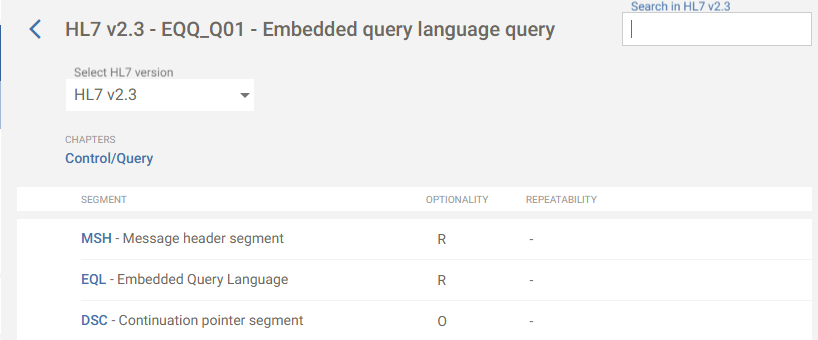 Search in HL7 v2.3
HL7 v2.3 - EQQ_Q01 - Embedded query language query
Select HL7 version
HL7 v2.3
CHAPTERS
Control/Query
SEGMENT OPTIONALITY REPEATABILITY
MSH - Message header segment R -
EQL - Embedded Query Language R -
DSC - Continuation pointer segment O -